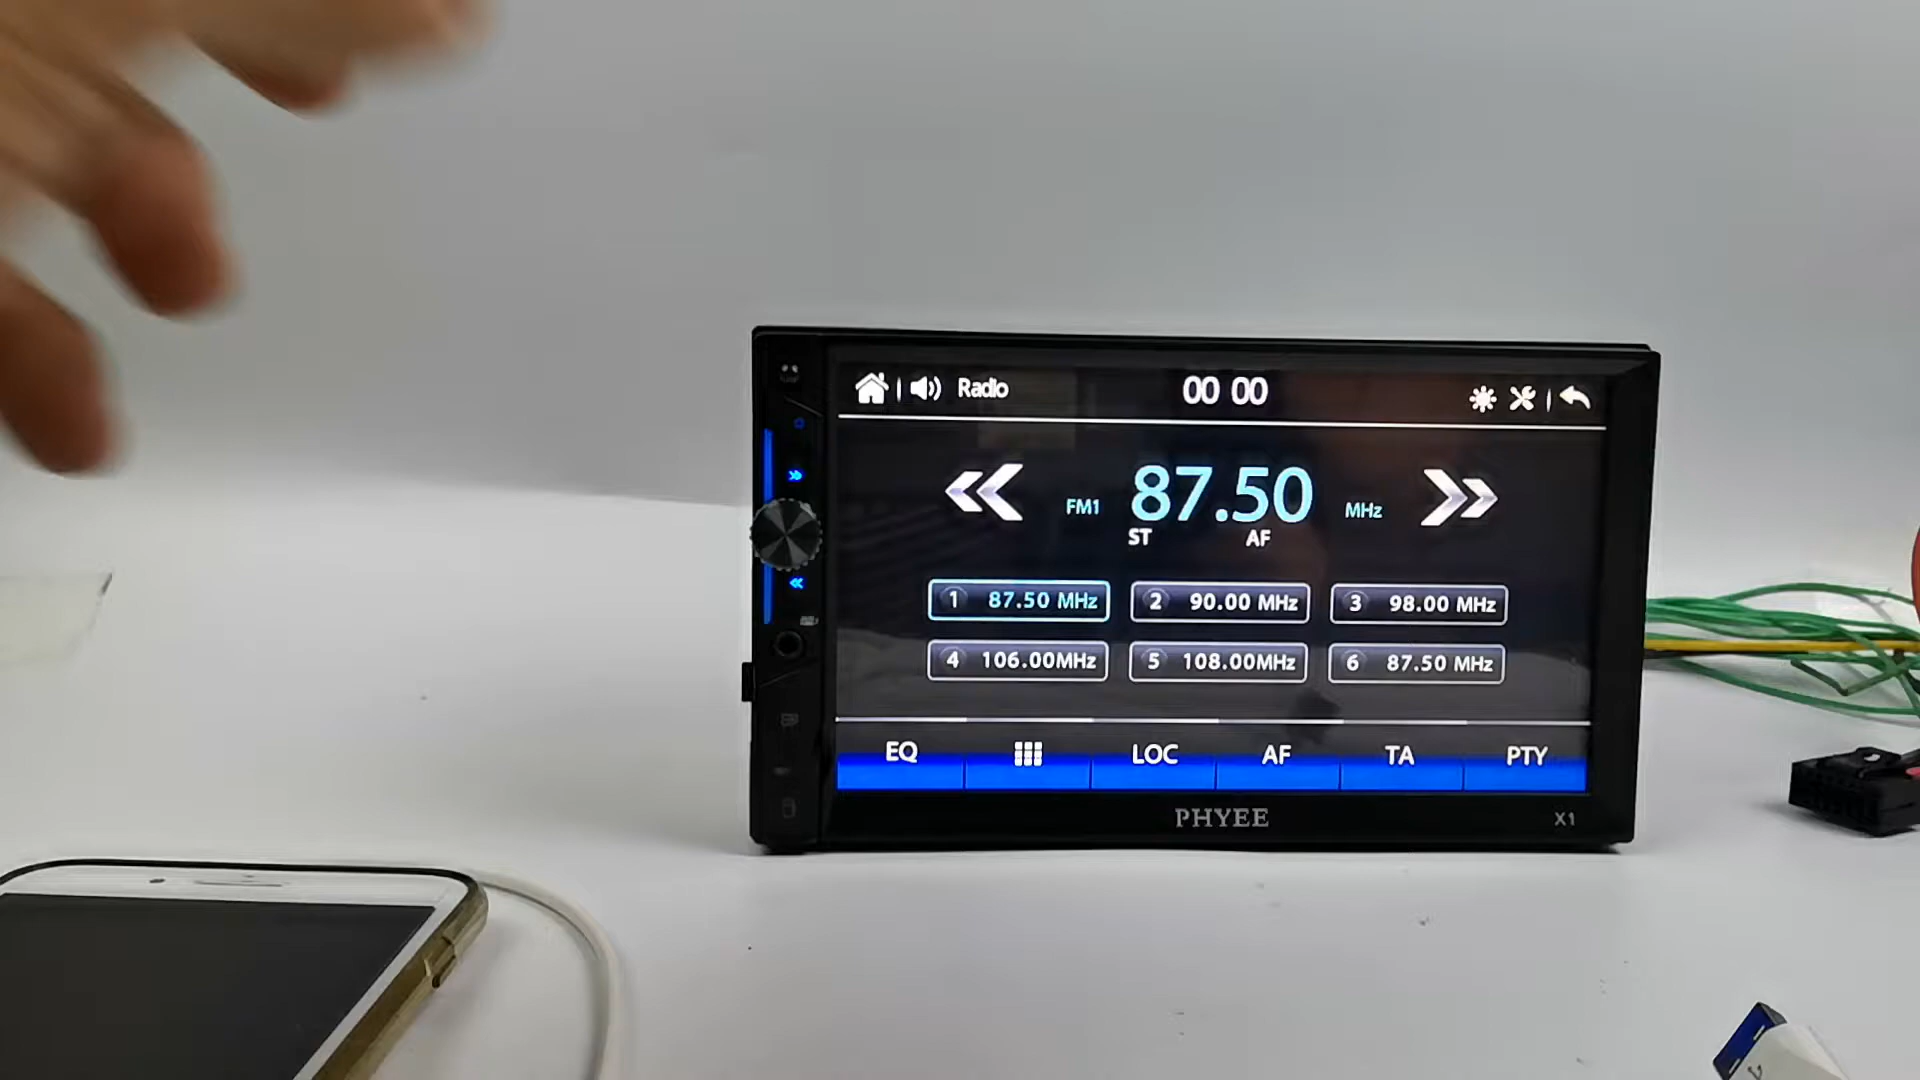 Radio 00 00
FM1 87.50 MHz
ST AF
1 87.50 MHz 2 90.00 MHz 3 98.00 MHz
4 106.00MHz 5 108.00MHz 6 87.50 MHz
EQ LOC AF TA PTY
PHYEE X1